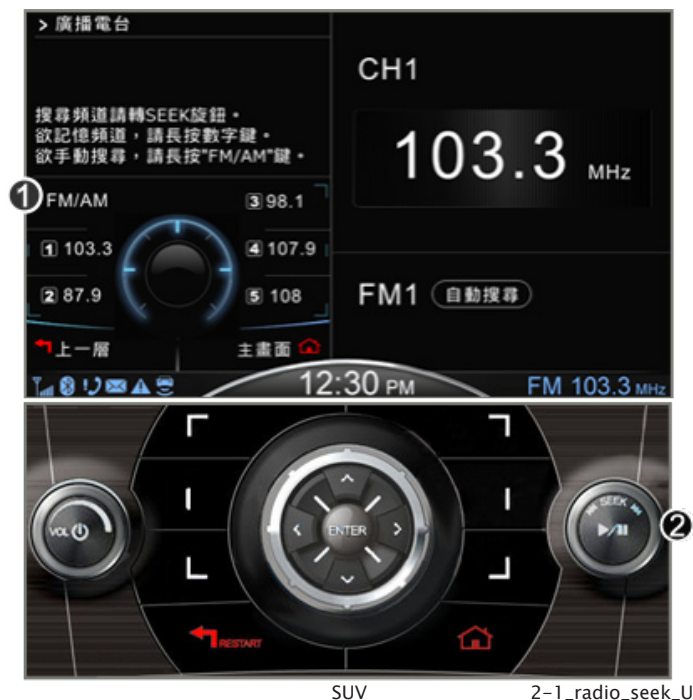 > 廣播電台
搜尋頻道請轉SEEK旋鈕。
欲記憶頻道，請長按數字鍵。
欲手動搜尋，請長按"FM/AM"鍵。
1
FM/AM
3 98.1
1 103.3
4 107.9
2 87.9
5 108
上一層
主畫面
CH1
103.3 MHz
FM1 自動搜尋
12:30 PM
FM 103.3 MHz
VOL
ENTER
SEEK
2
RESTART
SUV
2-1_radio_seek_U